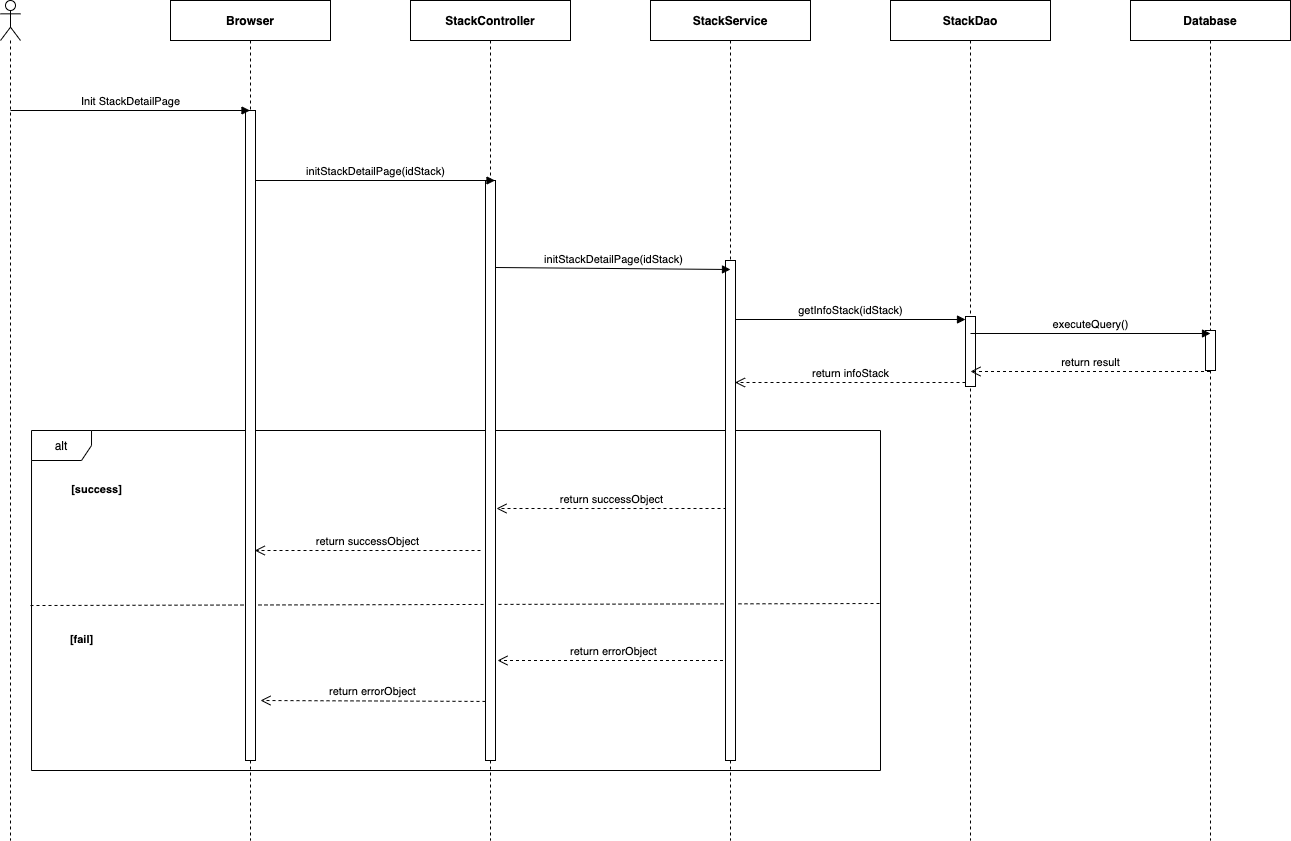 Browser
StackController
StackService
StackDao
Database
Init StackDetailPage
initStackDetailPage(idStack)
initStackDetailPage(idStack)
getInfoStack(idStack)
executeQuery()
return result
return infoStack
alt
[success]
return successObject
return successObject
[fail]
return errorObject
return errorObject